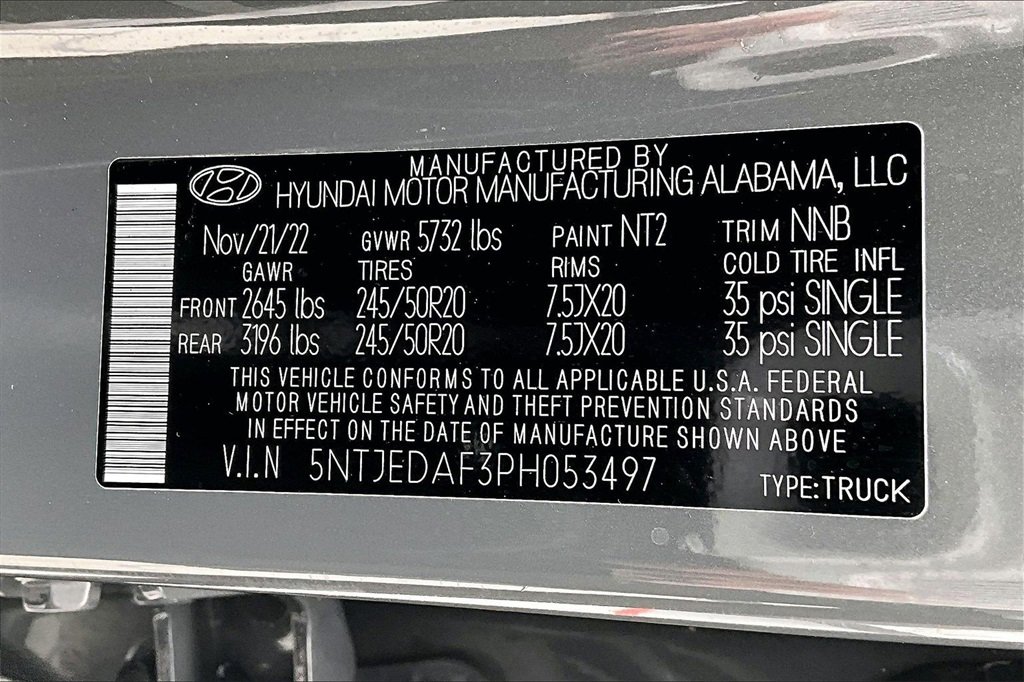 MANUFACTURED BY
HYUNDAI MOTOR MANUFACTURING ALABAMA, LLC
Nov/21/22 GVWR 5732 lbs PAINT NT2 TRIM NNB
GAWR TIRES RIMS COLD TIRE INFL
FRONT 2645 lbs 245/50R20 7.5JX20 35 psi SINGLE
REAR 3196 lbs 245/50R20 7.5JX20 35 psi SINGLE
THIS VEHICLE CONFORMS TO ALL APPLICABLE U.S.A. FEDERAL
MOTOR VEHICLE SAFETY AND THEFT PREVENTION STANDARDS
IN EFFECT ON THE DATE OF MANUFACTURE SHOWN ABOVE
V.I.N 5NTJEDAF3PH053497 TYPE:TRUCK